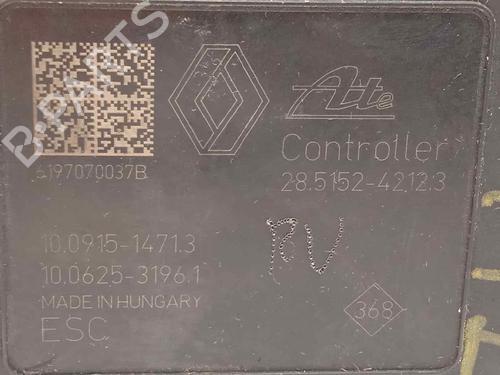 B-PARTS
Ate
6197070037B
Controller
28.5152-4212.3
10.0915-1471.3
10.0625-3196.1
RV
MADE IN HUNGARY
368
ESC